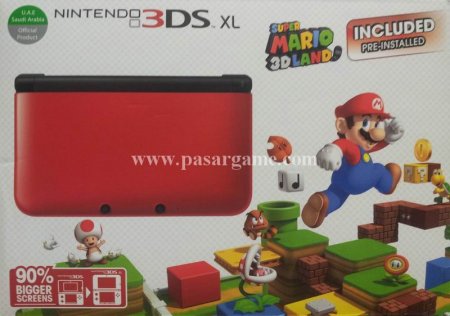 U.A.E
Saudi Arabia
Official
Product
NINTENDO 3DS XL
SUPER
MARIO
3D LAND
INCLUDED
PRE-INSTALLED
www.pasargame.com
90%
BIGGER
SCREENS
3DS 3DS XL